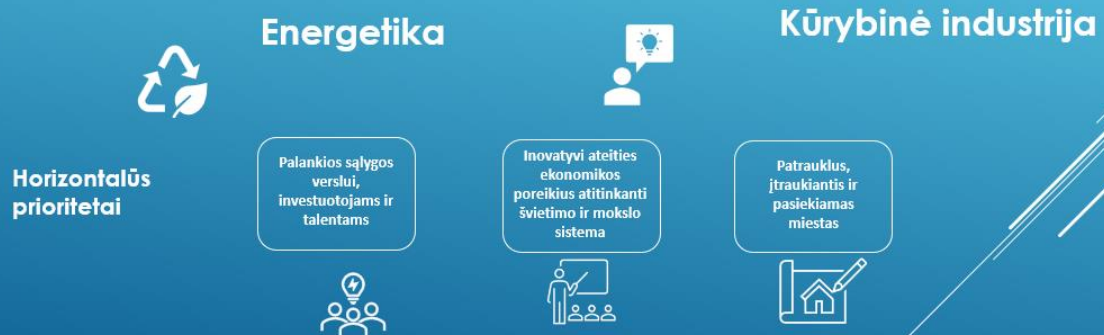 Energetika
Kūrybinė industrija
Horizontalūs
prioritetai
Palankios sąlygos
verslui,
investuotojams ir
talentams
Inovatyvi ateities
ekonomikos
poreikius atitinkanti
švietimo ir mokslo
sistema
Patrauklus,
įtraukiantis ir
pasiekiamas
miestas